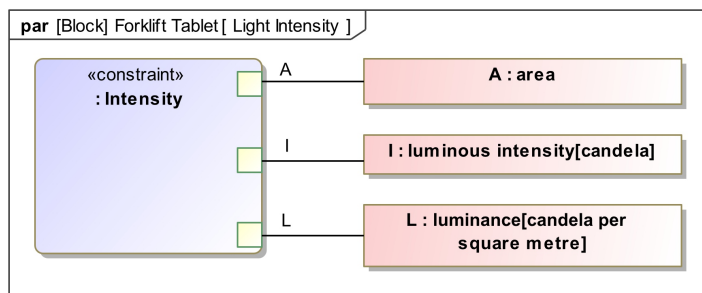 par [Block] Forklift Tablet [ Light Intensity ]
«constraint»
: Intensity
A
A : area
I
I : luminous intensity[candela]
L
L : luminance[candela per
square metre]